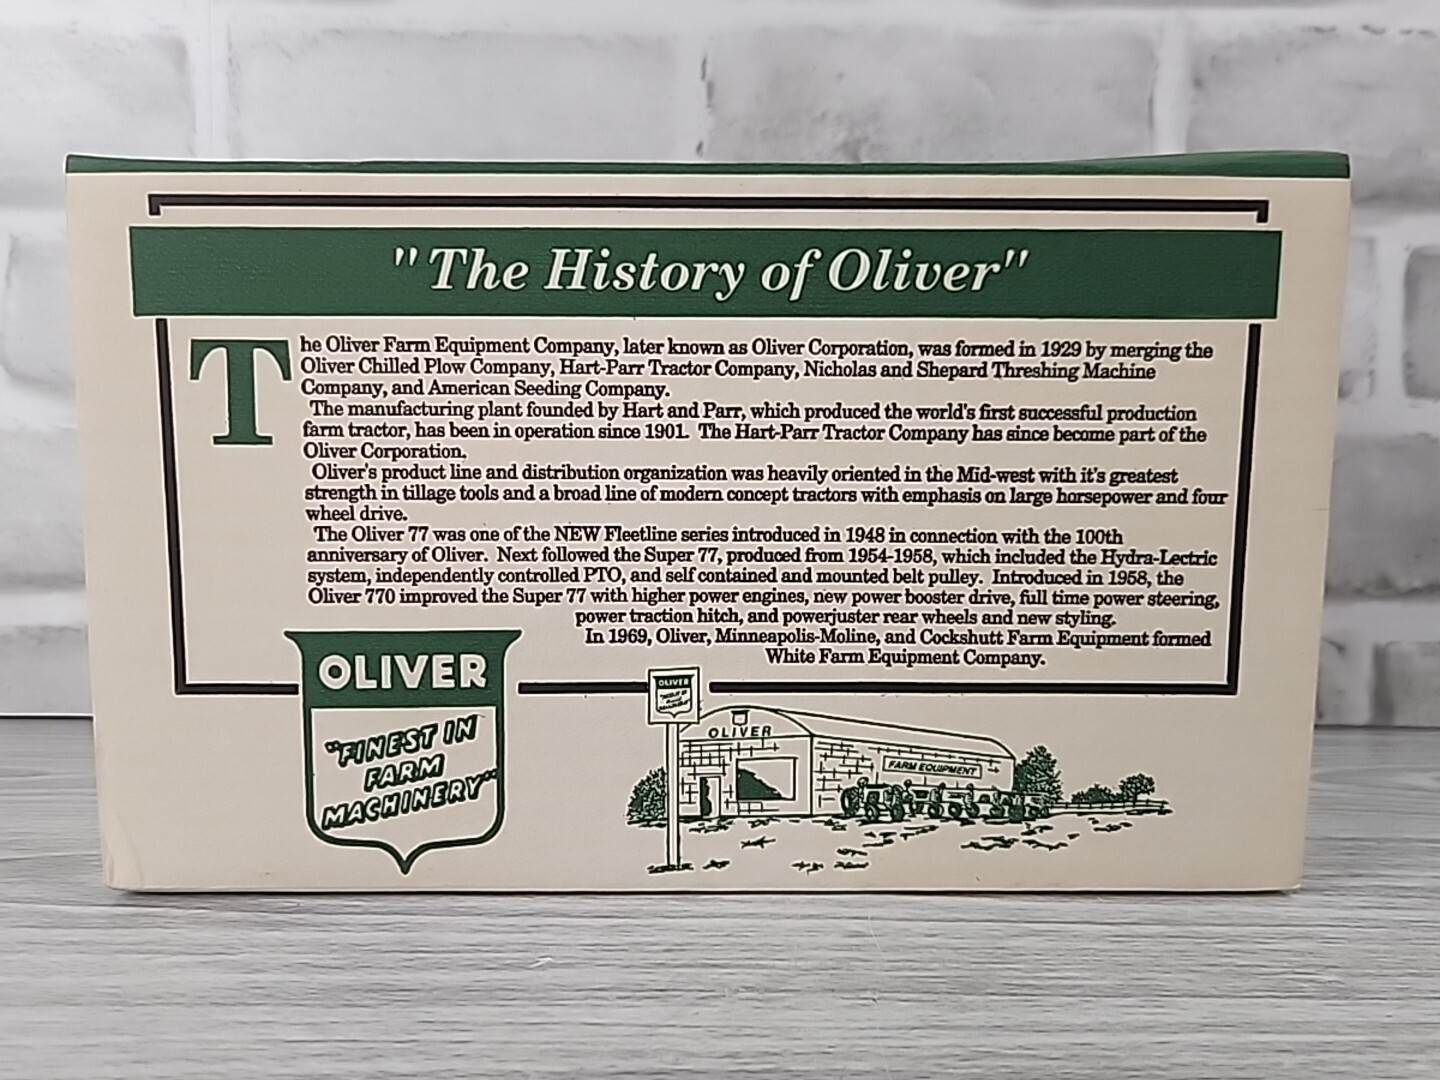 "The History of Oliver"
The Oliver Farm Equipment Company, later known as Oliver Corporation, was formed in 1929 by merging the
Oliver Chilled Plow Company, Hart-Parr Tractor Company, Nicholas and Shepard Threshing Machine
Company, and American Seeding Company.
The manufacturing plant founded by Hart and Parr, which produced the world's first successful production
farm tractor, has been in operation since 1901. The Hart-Parr Tractor Company has since become part of the
Oliver Corporation.
Oliver's product line and distribution organization was heavily oriented in the Mid-west with it's greatest
strength in tillage tools and a broad line of modern concept tractors with emphasis on large horsepower and four
wheel drive.
The Oliver 77 was one of the NEW Fleetline series introduced in 1948 in connection with the 100th
anniversary of Oliver. Next followed the Super 77, produced from 1954-1958, which included the Hydra-Lectric
system, independently controlled PTO, and self contained and mounted belt pulley. Introduced in 1958, the
Oliver 770 improved the Super 77 with higher power engines, new power booster drive, full time power steering,
power traction hitch, and powerjuster rear wheels and new styling.
In 1969, Oliver, Minneapolis-Moline, and Cockshutt Farm Equipment formed
White Farm Equipment Company.
OLIVER
"FINEST IN
FARM
MACHINERY"
OLIVER
OLIVER
FARM EQUIPMENT